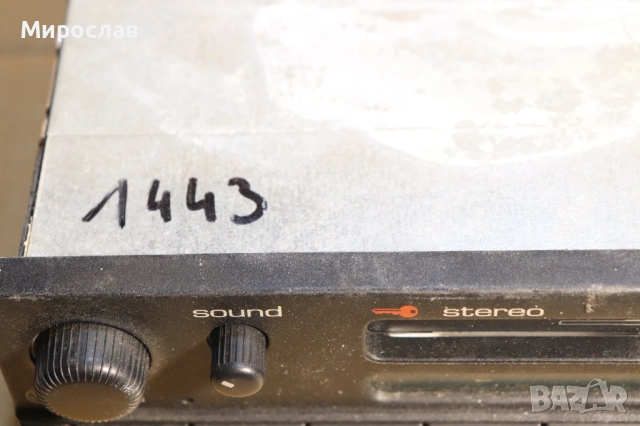 Мирослав
1443
sound stereo
BAZAR